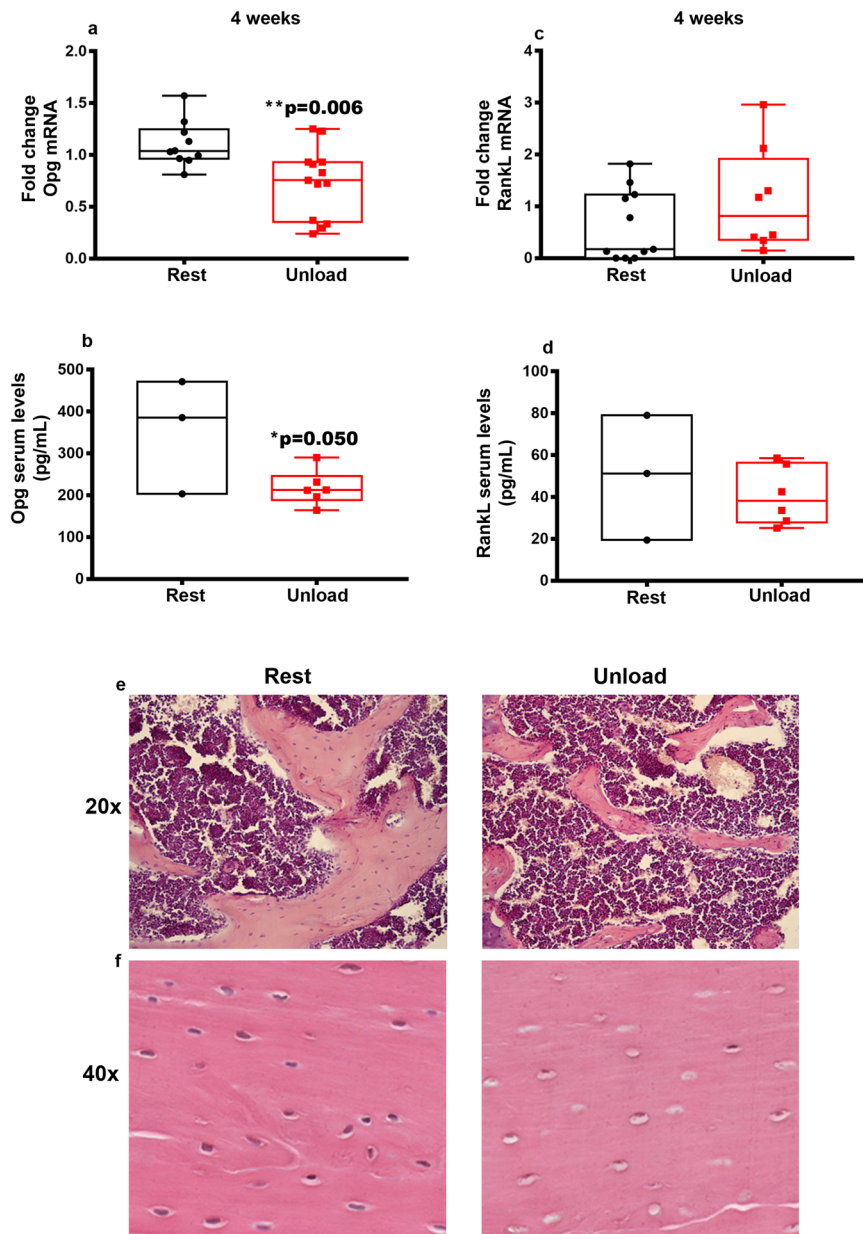 a
4 weeks
Fold change
Opg mRNA
2.0
1.5
1.0
0.5
0.0
**p=0.006
Rest
Unload
b
Opg serum levels
(pg/mL)
500
400
300
200
100
0
*p=0.050
Rest
Unload
c
4 weeks
Fold change
RankL mRNA
4
3
2
1
0
Rest
Unload
d
RankL serum levels
(pg/mL)
100
80
60
40
20
0
Rest
Unload
e
Rest
Unload
20x
f
40x